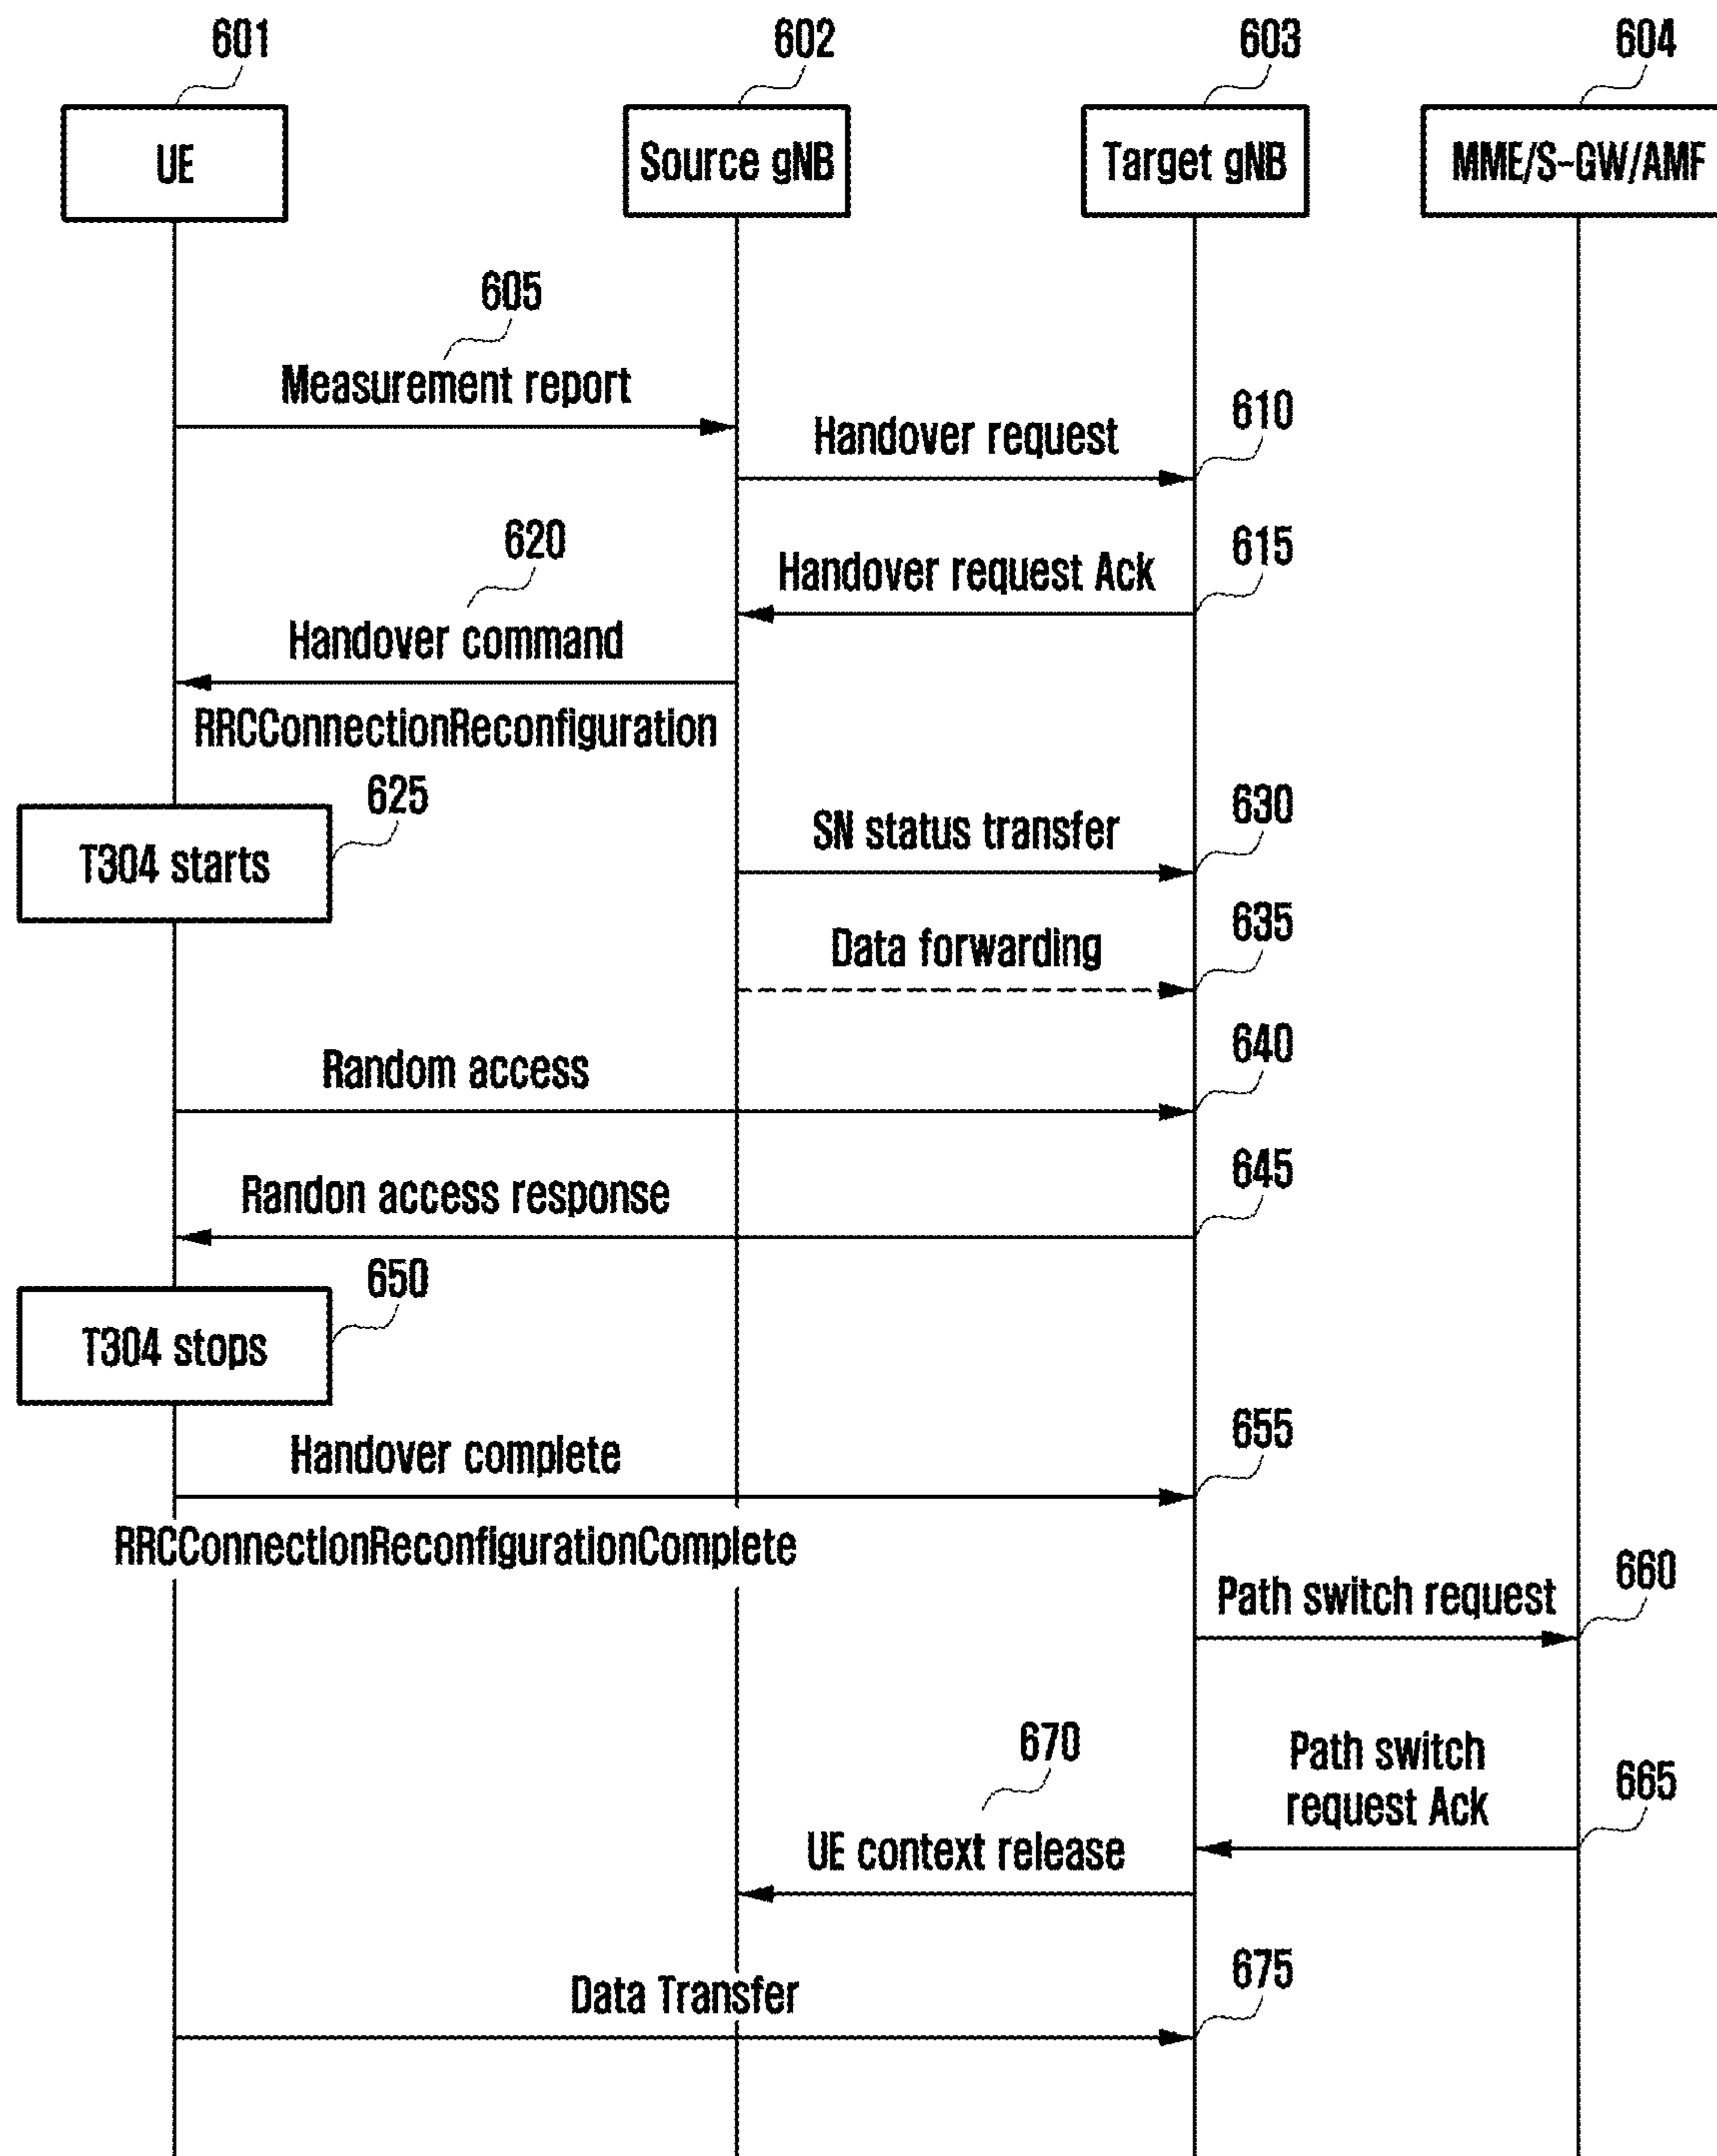 601
602
603
604
UE
Source gNB
Target gNB
MME/S-GW/AMF
605
Measurement report
610
Handover request
615
Handover request Ack
620
Handover command
RRCConnectionReconfiguration
625
T304 starts
630
SN status transfer
635
Data forwarding
640
Random access
645
Randon access response
650
T304 stops
655
Handover complete
RRCConnectionReconfigurationComplete
660
Path switch request
665
Path switch
request Ack
670
UE context release
675
Data Transfer